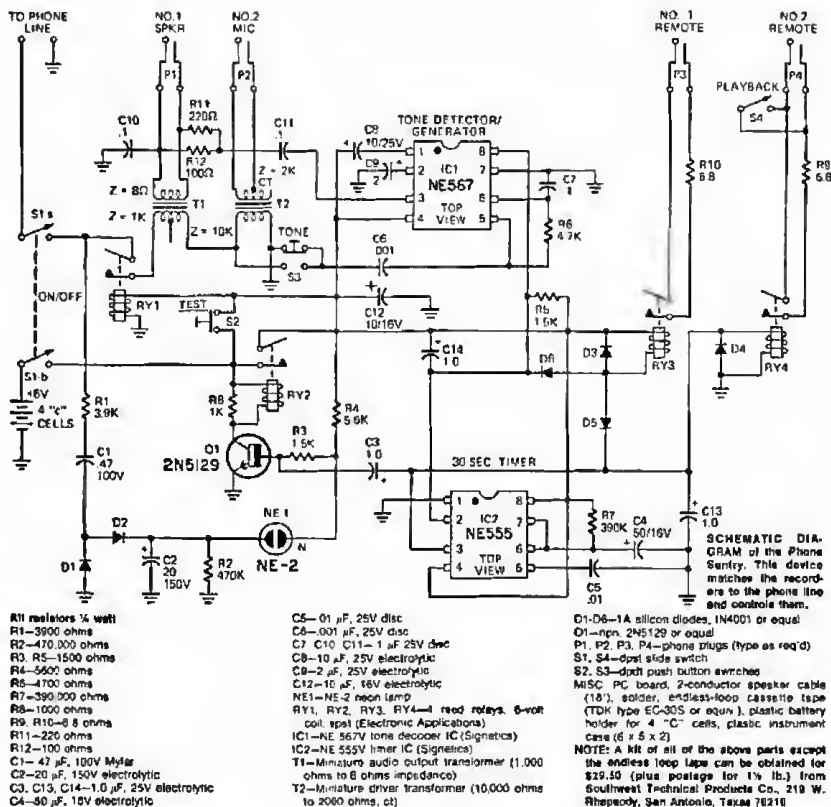 TO PHONE
LINE
NO.1
SPKR
NO.2
MIC
NO. 1
REMOTE
NO.2
REMOTE
P1
P2
P3
P4
PLAYBACK
S4
R11
220Ω
C10
.1
C11
.1
R12
100Ω
TONE DETECTOR/
GENERATOR
C8
10/25V
C9
2
1
2
3
4
IC1
NE567
TOP
VIEW
8
7
6
5
C7
.1
R6
4.7K
R10
6.8
R9
6.8
Z = 8Ω
Z = 1K
T1
CT
Z = 2K
Z = 10K
T2
TONE
S3
C6
.001
S1a
ON/OFF
S1-b
RY1
TEST
S2
C12
10/16V
R5
1.5K
C14
1.0
D6
D3
D5
RY3
D4
RY4
+6V
4 "C"
CELLS
R1
3.9K
R8
1K
RY2
R4
5.6K
C1
.47
100V
Q1
2N5129
R3
1.5K
C3
1.0
30 SEC TIMER
1
2
3
4
IC2
NE555
TOP
VIEW
8
7
6
5
R7
390K
C4
50/16V
C13
1.0
C5
.01
D2
D1
C2
20
150V
R2
470K
NE1
N
NE-2
SCHEMATIC DIA-
GRAM of the Phone
Sentry. This device
matches the record-
ers to the phone line
and controls them.
All resistors ¼ watt
R1—3900 ohms
R2—470,000 ohms
R3, R5—1500 ohms
R4—5600 ohms
R6—4700 ohms
R7—390,000 ohms
R8—1000 ohms
R9, R10—6.8 ohms
R11—220 ohms
R12—100 ohms
C1—.47 µF, 100V Mylar
C2—20 µF, 150V electrolytic
C3, C13, C14—1.0 µF, 25V electrolytic
C4—50 µF, 16V electrolytic
C5—.01 µF, 25V disc
C6—.001 µF, 25V disc
C7 C10 C11—.1 µF 25V disc
C8—10 µF, 25V electrolytic
C9—2 µF, 25V electrolytic
C12—10 µF, 16V electrolytic
NE1—NE-2 neon lamp
RY1, RY2, RY3, RY4—4 reed relays, 6-volt
coil, spst (Electronic Applications)
IC1—NE 567V tone decoder IC (Signetics)
IC2—NE 555V timer IC (Signetics)
T1—Miniature audio output transformer (1,000
ohms to 8 ohms impedance)
T2—Miniature driver transformer (10,000 ohms
to 2000 ohms, ct)
D1-D6—1A silicon diodes, 1N4001 or equal
Q1—npn, 2N5129 or equal
P1, P2, P3, P4—phone plugs (type as req'd)
S1, S4—dpst slide switch
S2, S3—dpdt push button switches
MISC PC board, 2-conductor speaker cable
(18'), solder, endless-loop cassette tape
(TDK type EC-30S or equiv), plastic battery
holder for 4 "C" cells, plastic instrument
case (6 x 5 x 2)
NOTE: A kit of all of the above parts except
the endless loop tape can be obtained for
$29.50 (plus postage for 1½ lb.) from
Southwest Technical Products Co., 219 W.
Rhapsody, San Antonio, Texas 78216